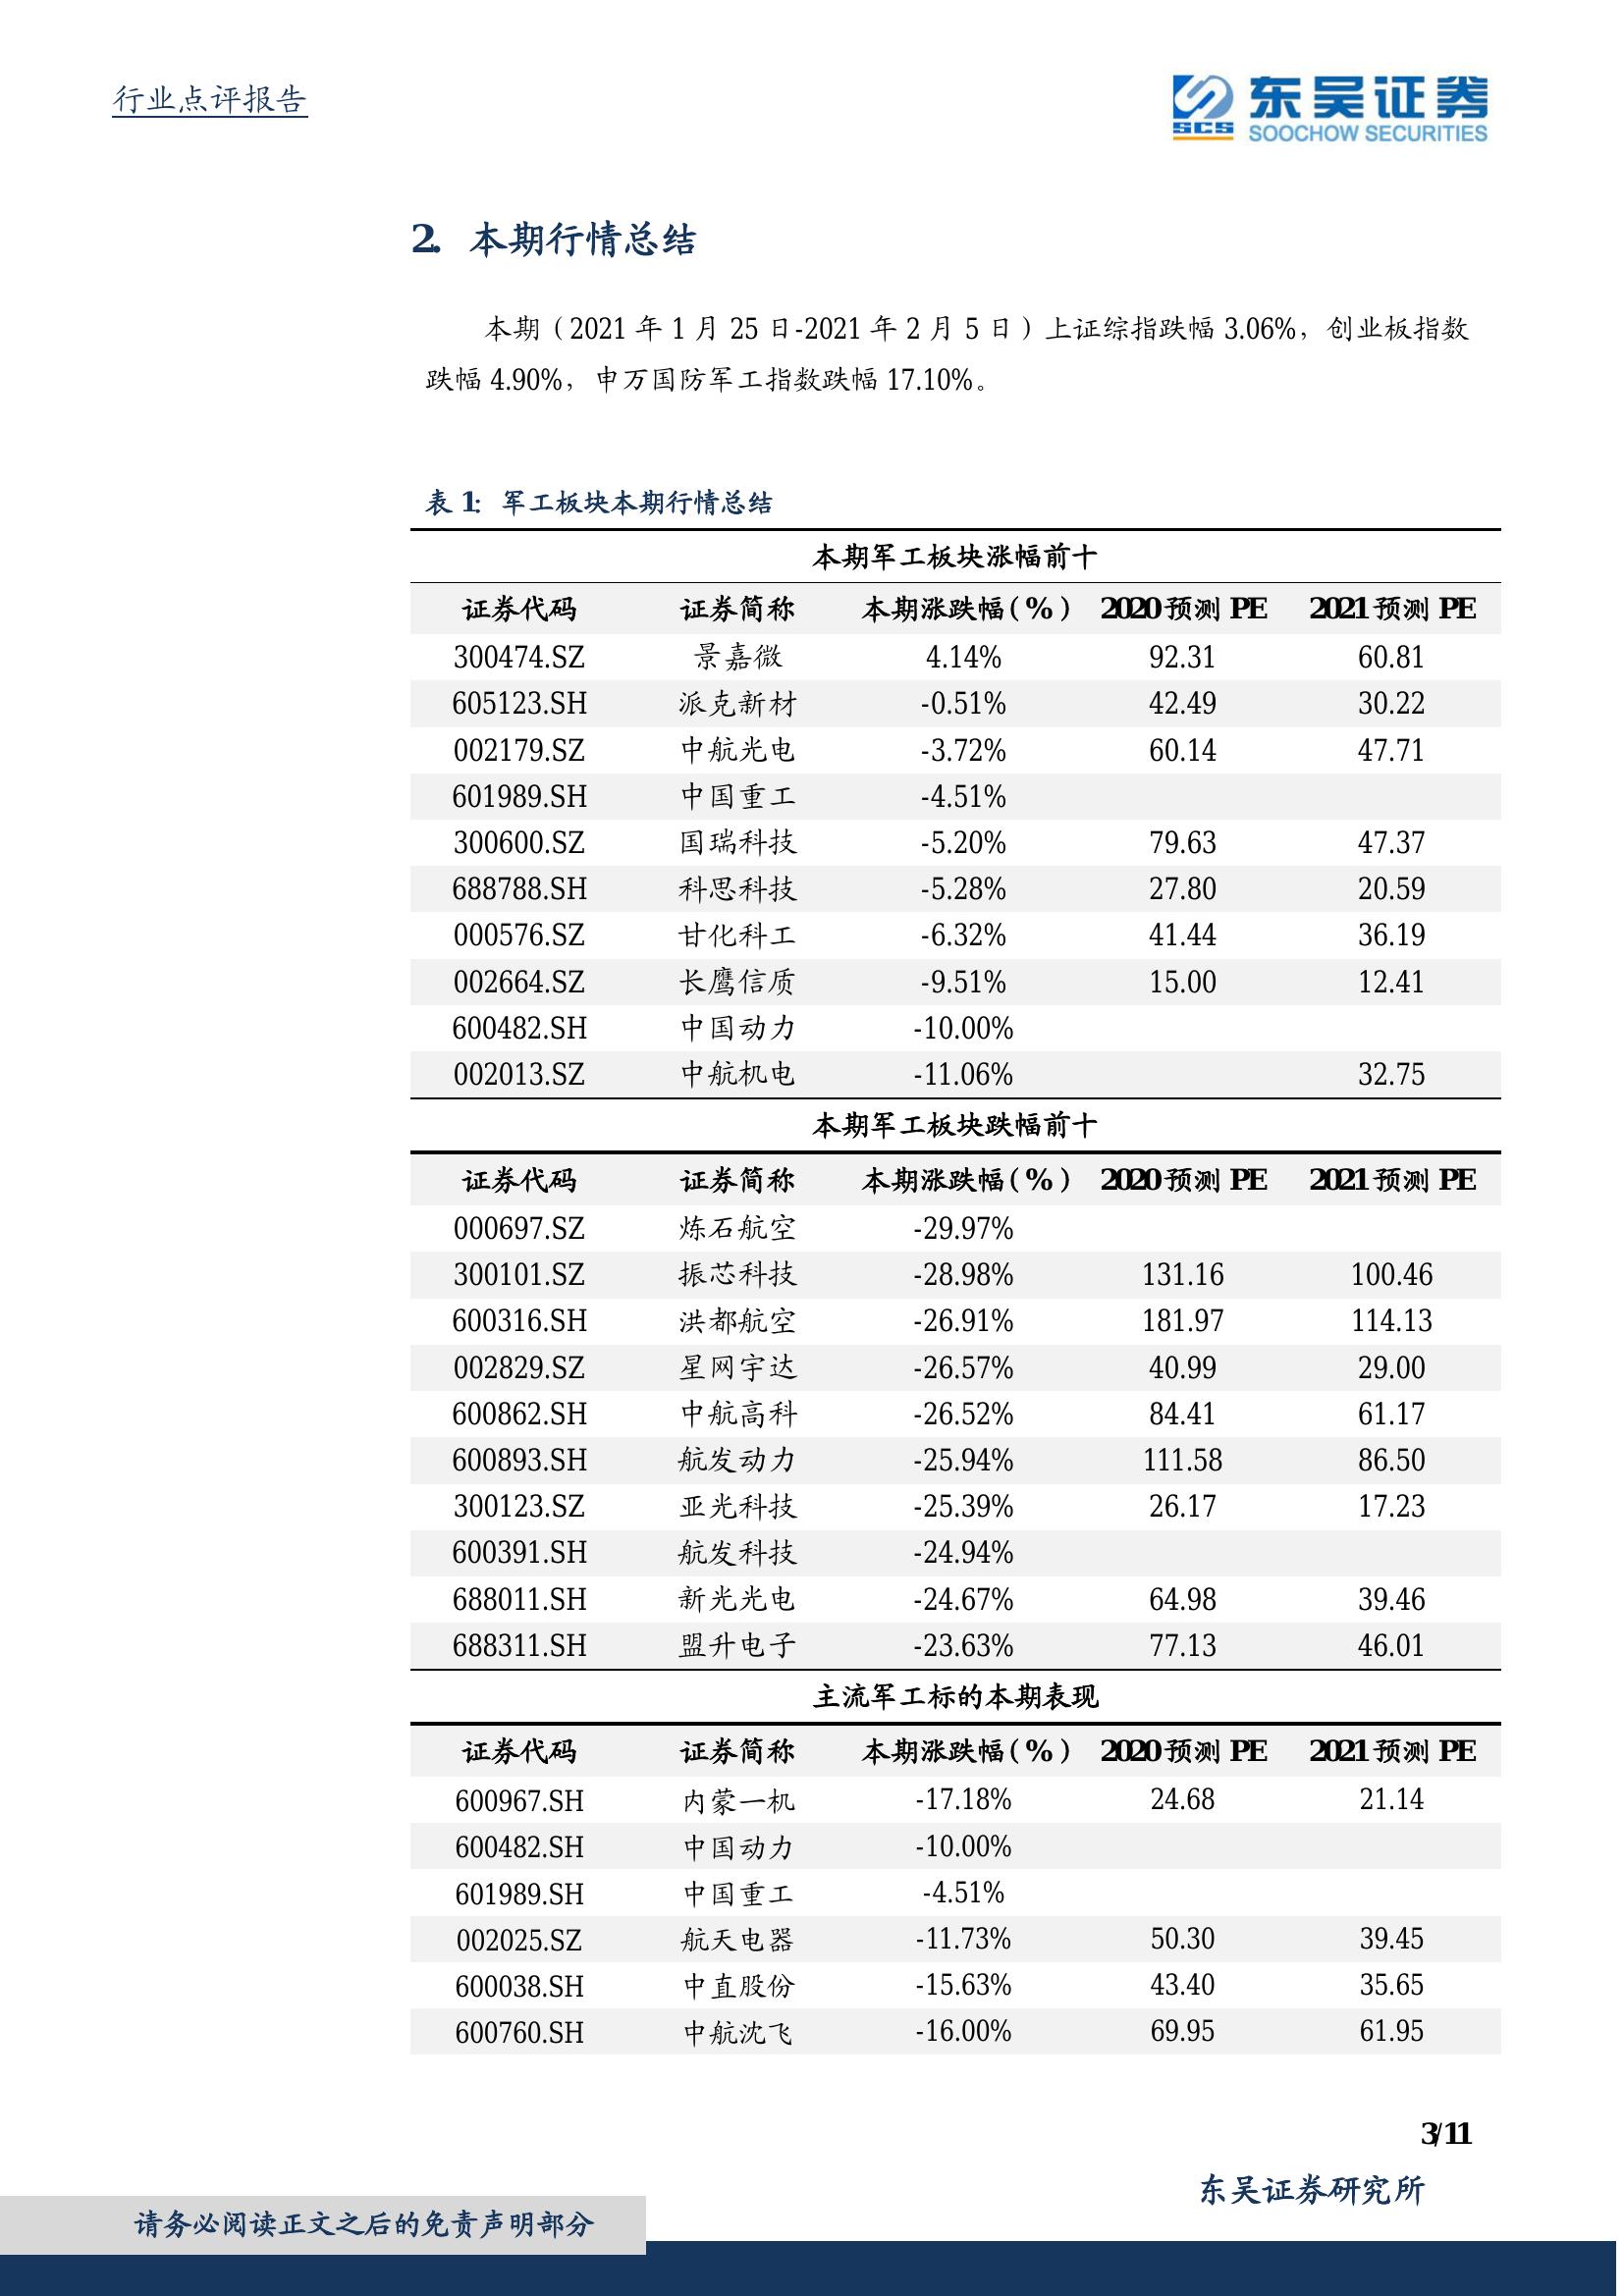 行业点评报告
SCS
东吴证券
SOOCHOW SECURITIES
2. 本期行情总结
本期（2021 年 1 月 25 日-2021 年 2 月 5 日）上证综指跌幅 3.06%，创业板指数
跌幅 4.90%，申万国防军工指数跌幅 17.10%。
表 1：军工板块本期行情总结
本期军工板块涨幅前十
证券代码 证券简称 本期涨跌幅（%） 2020 预测 PE 2021 预测 PE
300474.SZ 景嘉微 4.14% 92.31 60.81
605123.SH 派克新材 -0.51% 42.49 30.22
002179.SZ 中航光电 -3.72% 60.14 47.71
601989.SH 中国重工 -4.51%
300600.SZ 国瑞科技 -5.20% 79.63 47.37
688788.SH 科思科技 -5.28% 27.80 20.59
000576.SZ 甘化科工 -6.32% 41.44 36.19
002664.SZ 长鹰信质 -9.51% 15.00 12.41
600482.SH 中国动力 -10.00%
002013.SZ 中航机电 -11.06% 32.75
本期军工板块跌幅前十
证券代码 证券简称 本期涨跌幅（%） 2020 预测 PE 2021 预测 PE
000697.SZ 炼石航空 -29.97%
300101.SZ 振芯科技 -28.98% 131.16 100.46
600316.SH 洪都航空 -26.91% 181.97 114.13
002829.SZ 星网宇达 -26.57% 40.99 29.00
600862.SH 中航高科 -26.52% 84.41 61.17
600893.SH 航发动力 -25.94% 111.58 86.50
300123.SZ 亚光科技 -25.39% 26.17 17.23
600391.SH 航发科技 -24.94%
688011.SH 新光光电 -24.67% 64.98 39.46
688311.SH 盟升电子 -23.63% 77.13 46.01
主流军工标的本期表现
证券代码 证券简称 本期涨跌幅（%） 2020 预测 PE 2021 预测 PE
600967.SH 内蒙一机 -17.18% 24.68 21.14
600482.SH 中国动力 -10.00%
601989.SH 中国重工 -4.51%
002025.SZ 航天电器 -11.73% 50.30 39.45
600038.SH 中直股份 -15.63% 43.40 35.65
600760.SH 中航沈飞 -16.00% 69.95 61.95
3/11
东吴证券研究所
请务必阅读正文之后的免责声明部分